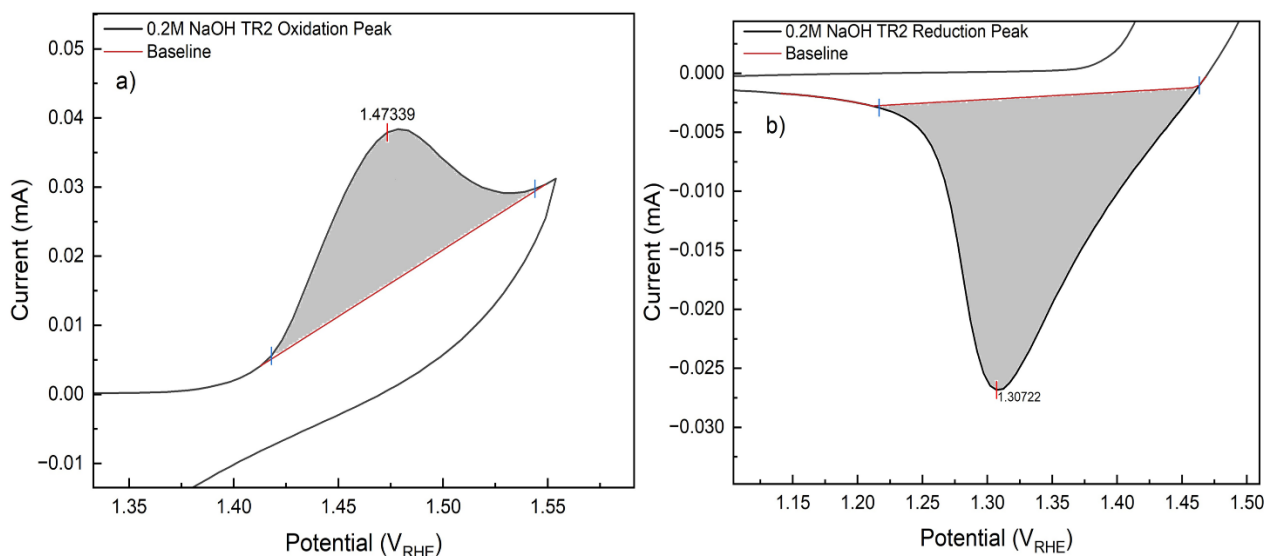 0.2M NaOH TR2 Oxidation Peak
Baseline
a)
1.47339
0.05
0.04
0.03
0.02
0.01
0.00
−0.01
Current (mA)
1.35
1.40
1.45
1.50
1.55
Potential (VRHE)
0.2M NaOH TR2 Reduction Peak
Baseline
b)
0.000
−0.005
−0.010
−0.015
−0.020
−0.025
−0.030
Current (mA)
1.30722
1.15
1.20
1.25
1.30
1.35
1.40
1.45
1.50
Potential (VRHE)